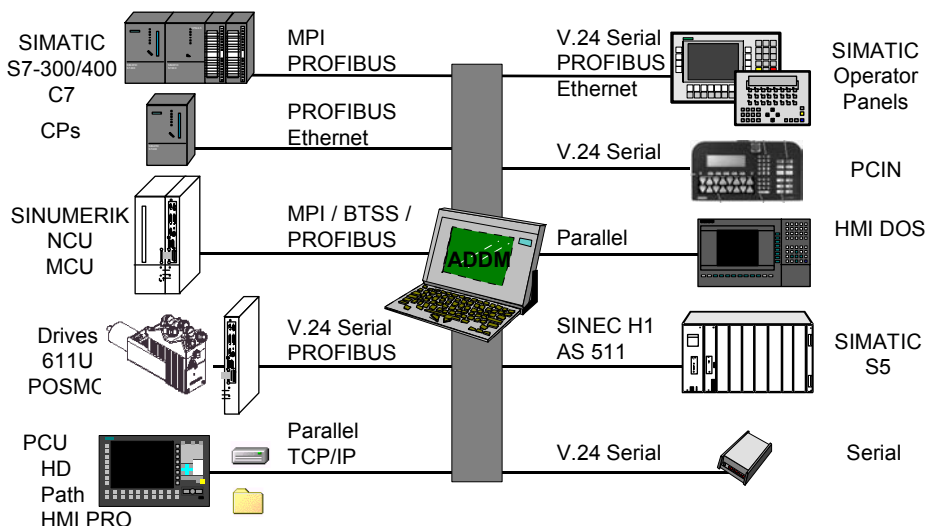 SIMATIC
S7-300/400
C7
MPI
PROFIBUS
V.24 Serial
PROFIBUS
Ethernet
SIMATIC
Operator
Panels
CPs
PROFIBUS
Ethernet
V.24 Serial
PCIN
SINUMERIK
NCU
MCU
MPI / BTSS /
PROFIBUS
ADDM
Parallel
HMI DOS
Drives
611U
POSMO
V.24 Serial
PROFIBUS
SINEC H1
AS 511
SIMATIC
S5
PCU
HD
Path
HMI PRO
Parallel
TCP/IP
V.24 Serial
Serial